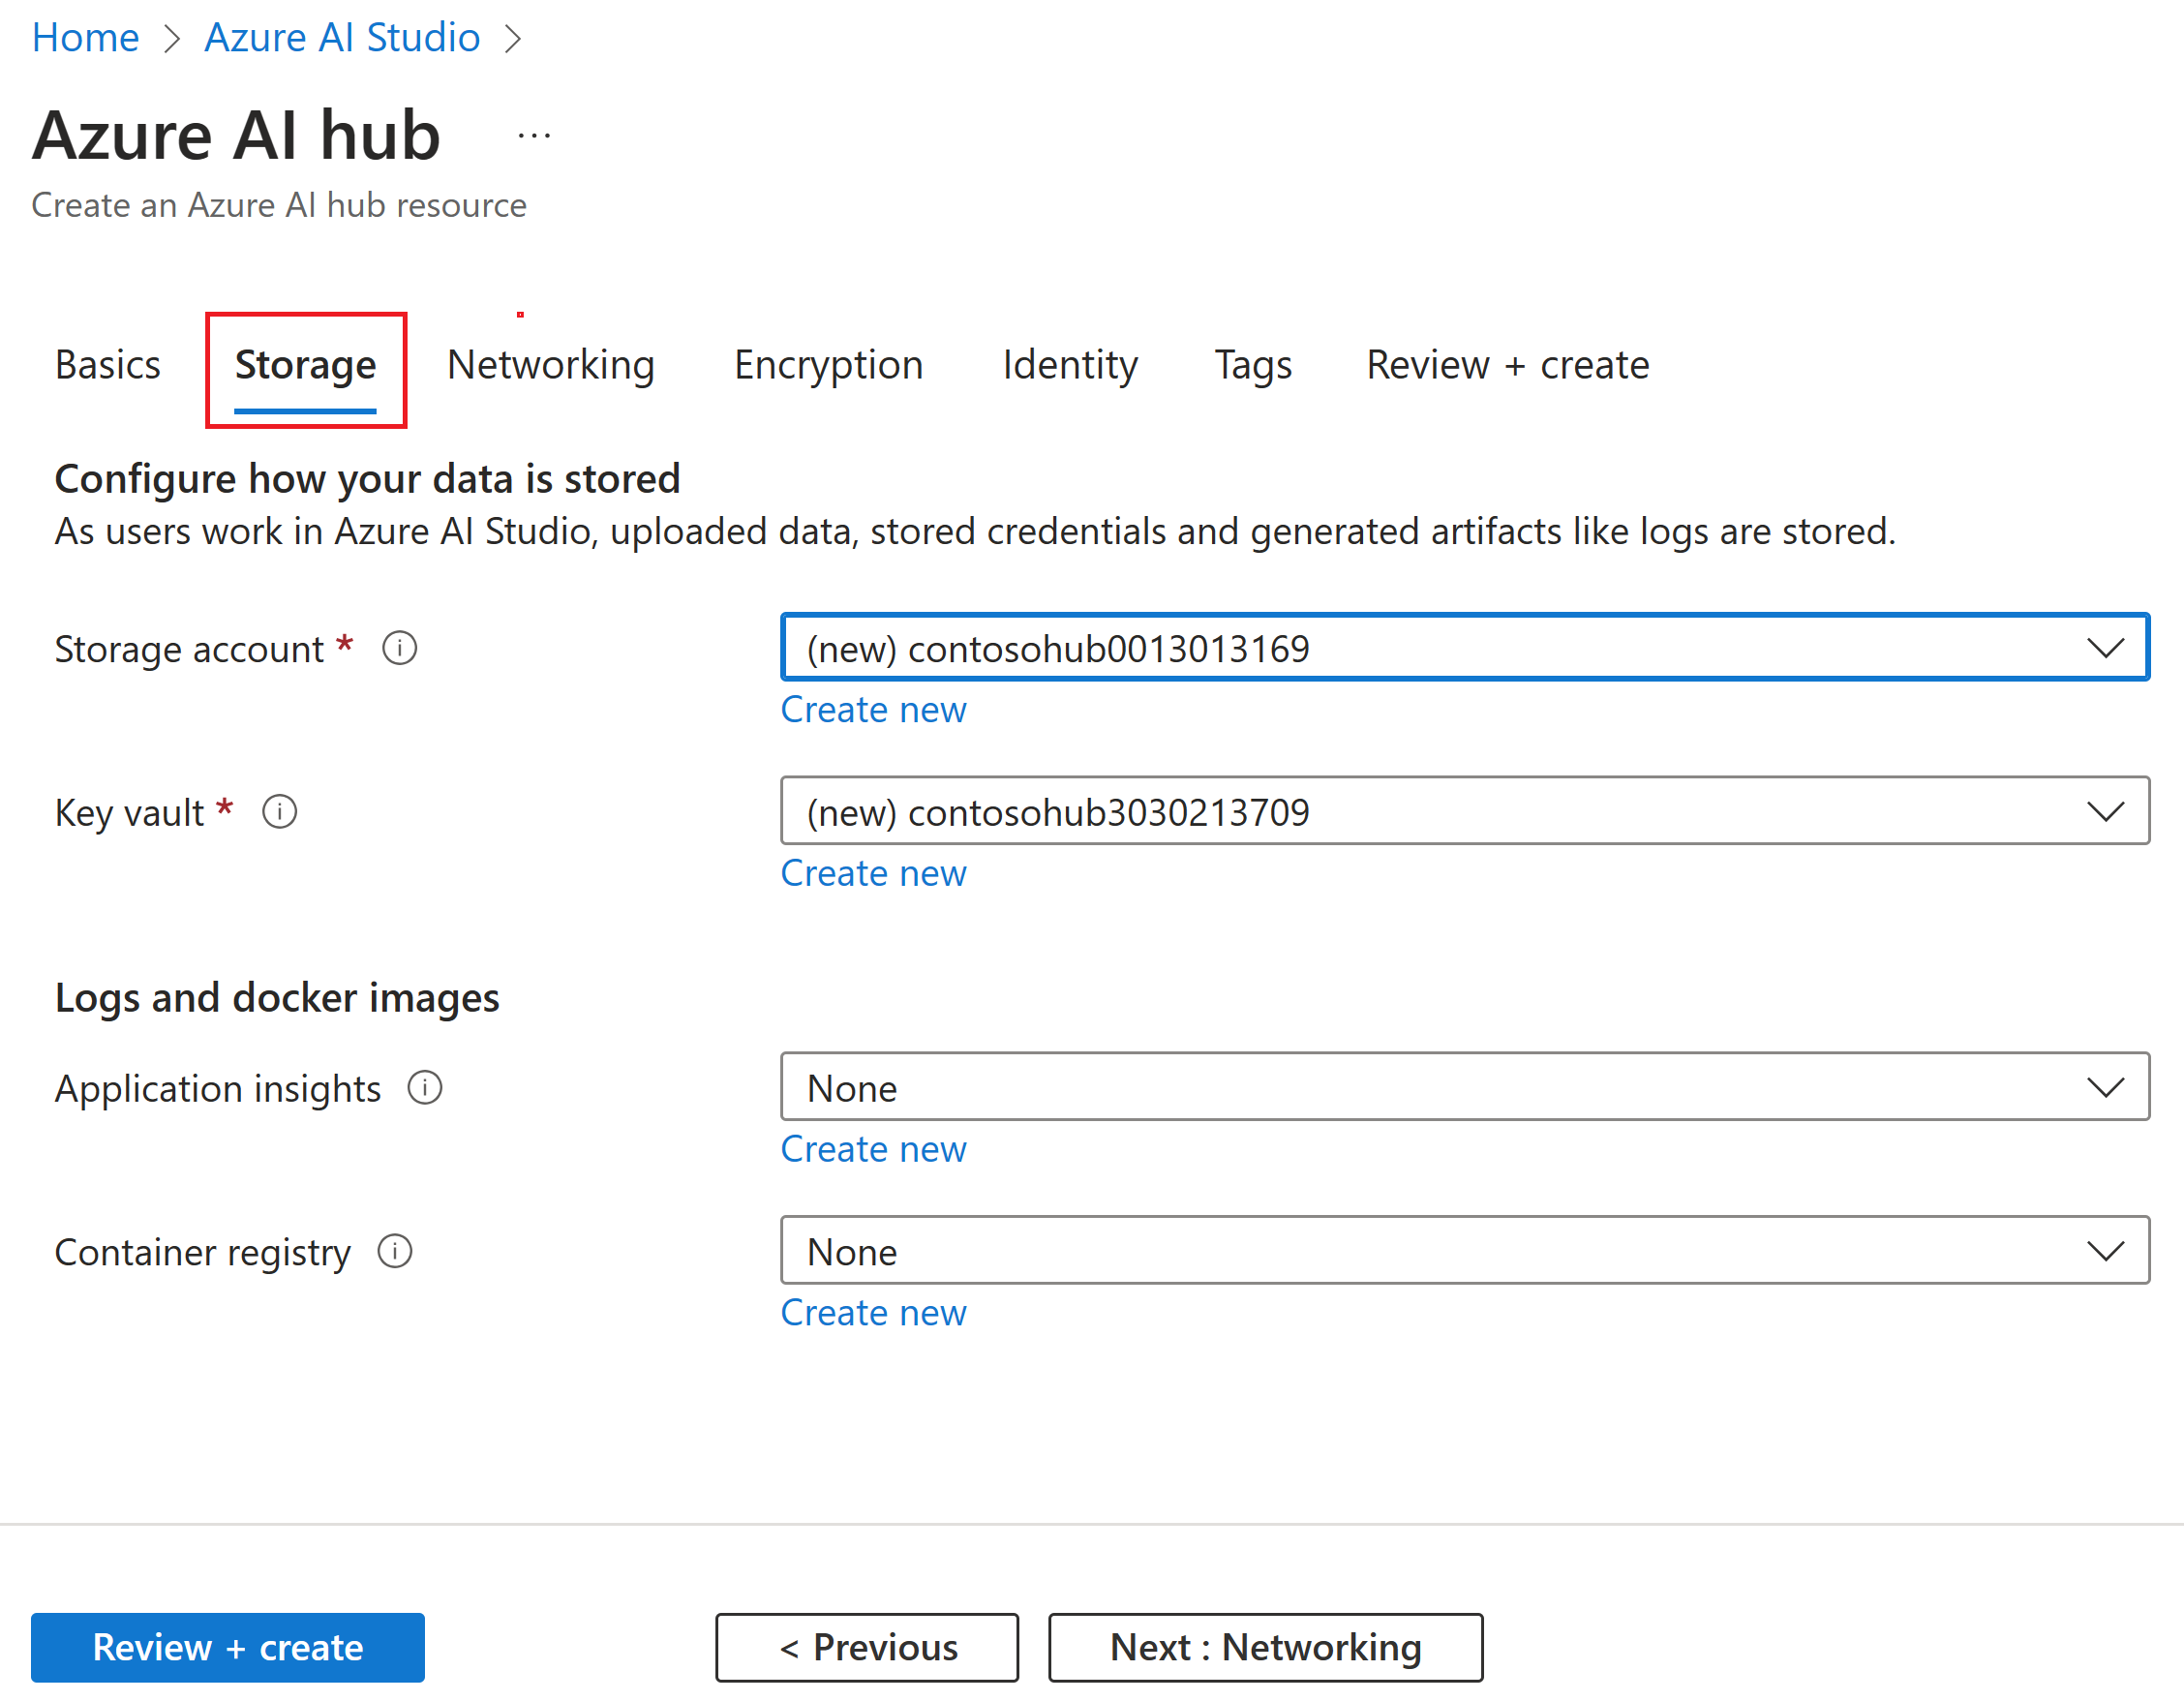 Home > Azure AI Studio >
Azure AI hub ...
Create an Azure AI hub resource
Basics Storage Networking Encryption Identity Tags Review + create
Configure how your data is stored
As users work in Azure AI Studio, uploaded data, stored credentials and generated artifacts like logs are stored.
Storage account * (new) contosohub0013013169
Create new
Key vault * (new) contosohub3030213709
Create new
Logs and docker images
Application insights None
Create new
Container registry None
Create new
Review + create < Previous Next : Networking